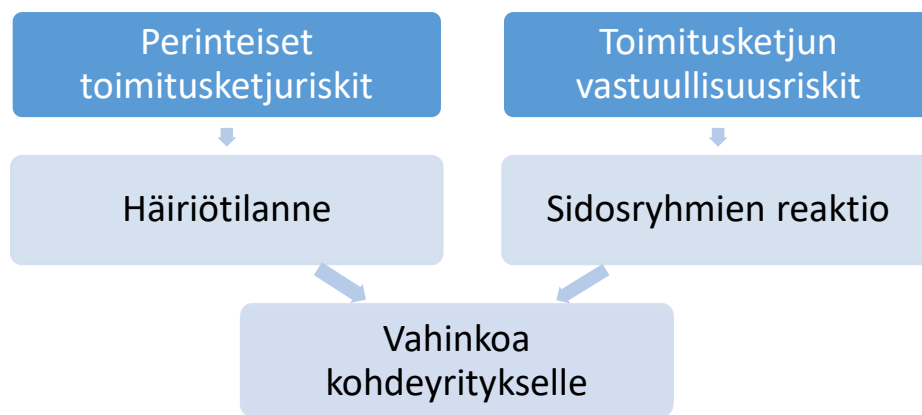 Perinteiset
toimitusketjuriskit
Toimitusketjun
vastuullisuusriskit
Häiriötilanne
Sidosryhmien reaktio
Vahinkoa
kohdeyritykselle